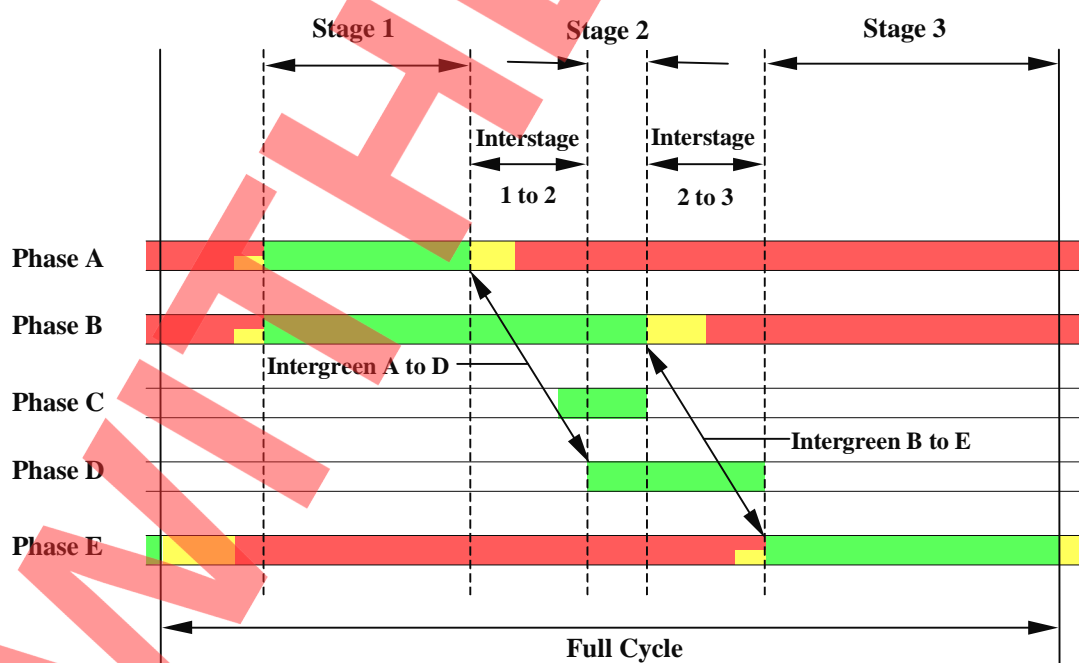 Stage 1
Stage 2
Stage 3
Interstage
1 to 2
Interstage
2 to 3
Phase A
Phase B
Intergreen A to D
Phase C
Intergreen B to E
Phase D
Phase E
Full Cycle